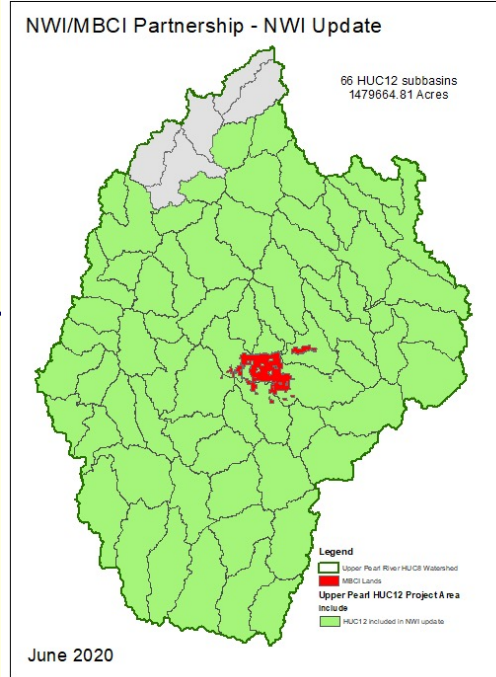 NWI/MBCI Partnership - NWI Update
66 HUC12 subbasins
1479664.81 Acres
Legend
Upper Pearl River HUC8 Watershed
MBCI Lands
Upper Pearl HUC12 Project Area
Include
HUC12 included in NWI update
June 2020